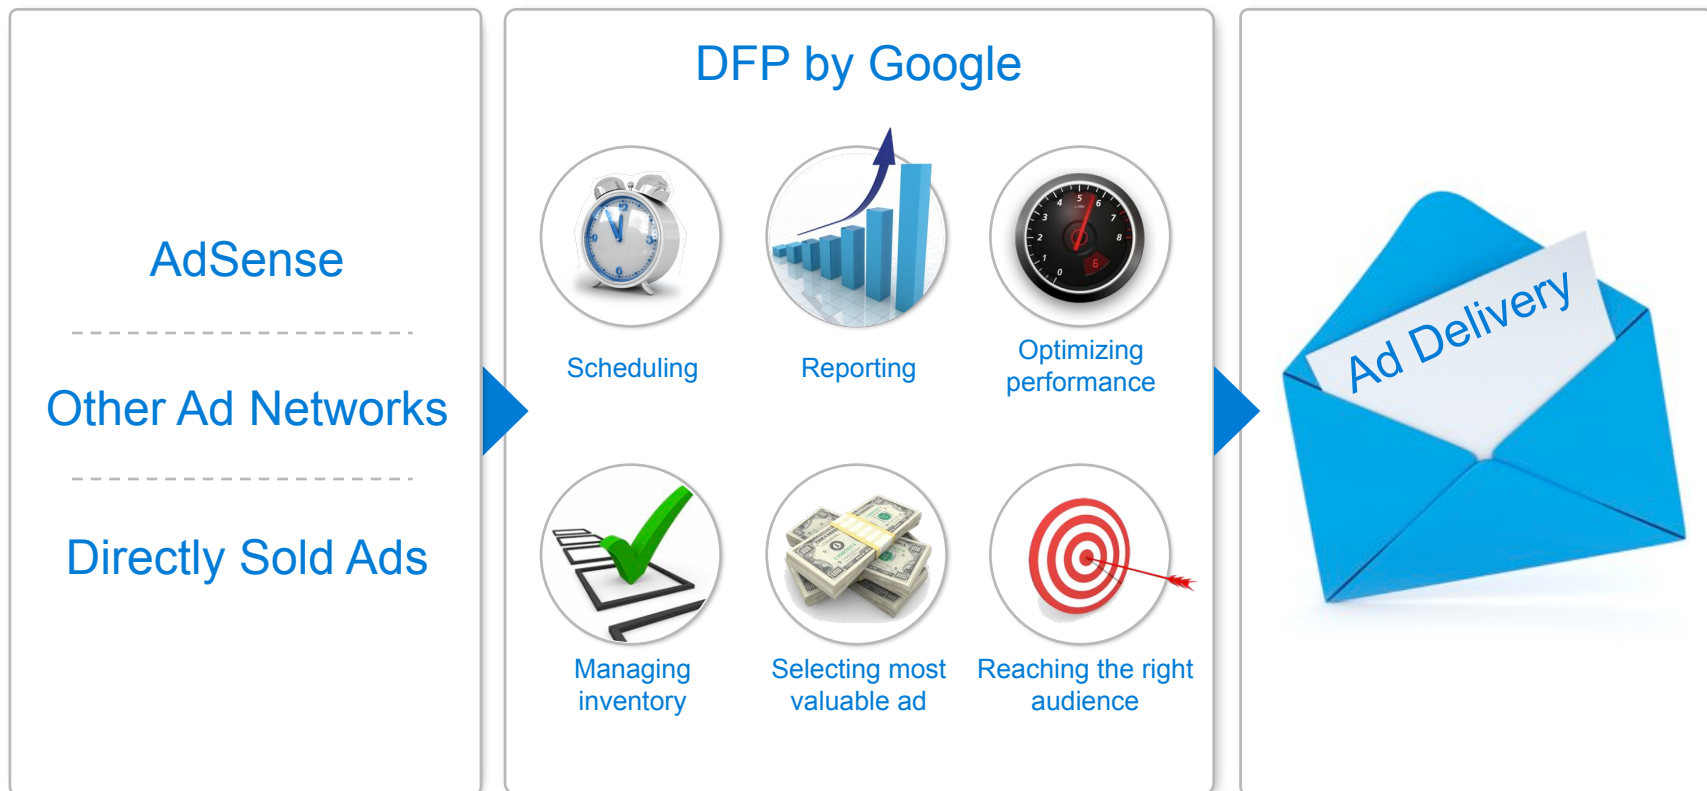 AdSense
Other Ad Networks
Directly Sold Ads
DFP by Google
Scheduling
Reporting
Optimizing
performance
Managing
inventory
Selecting most
valuable ad
Reaching the right
audience
Ad Delivery